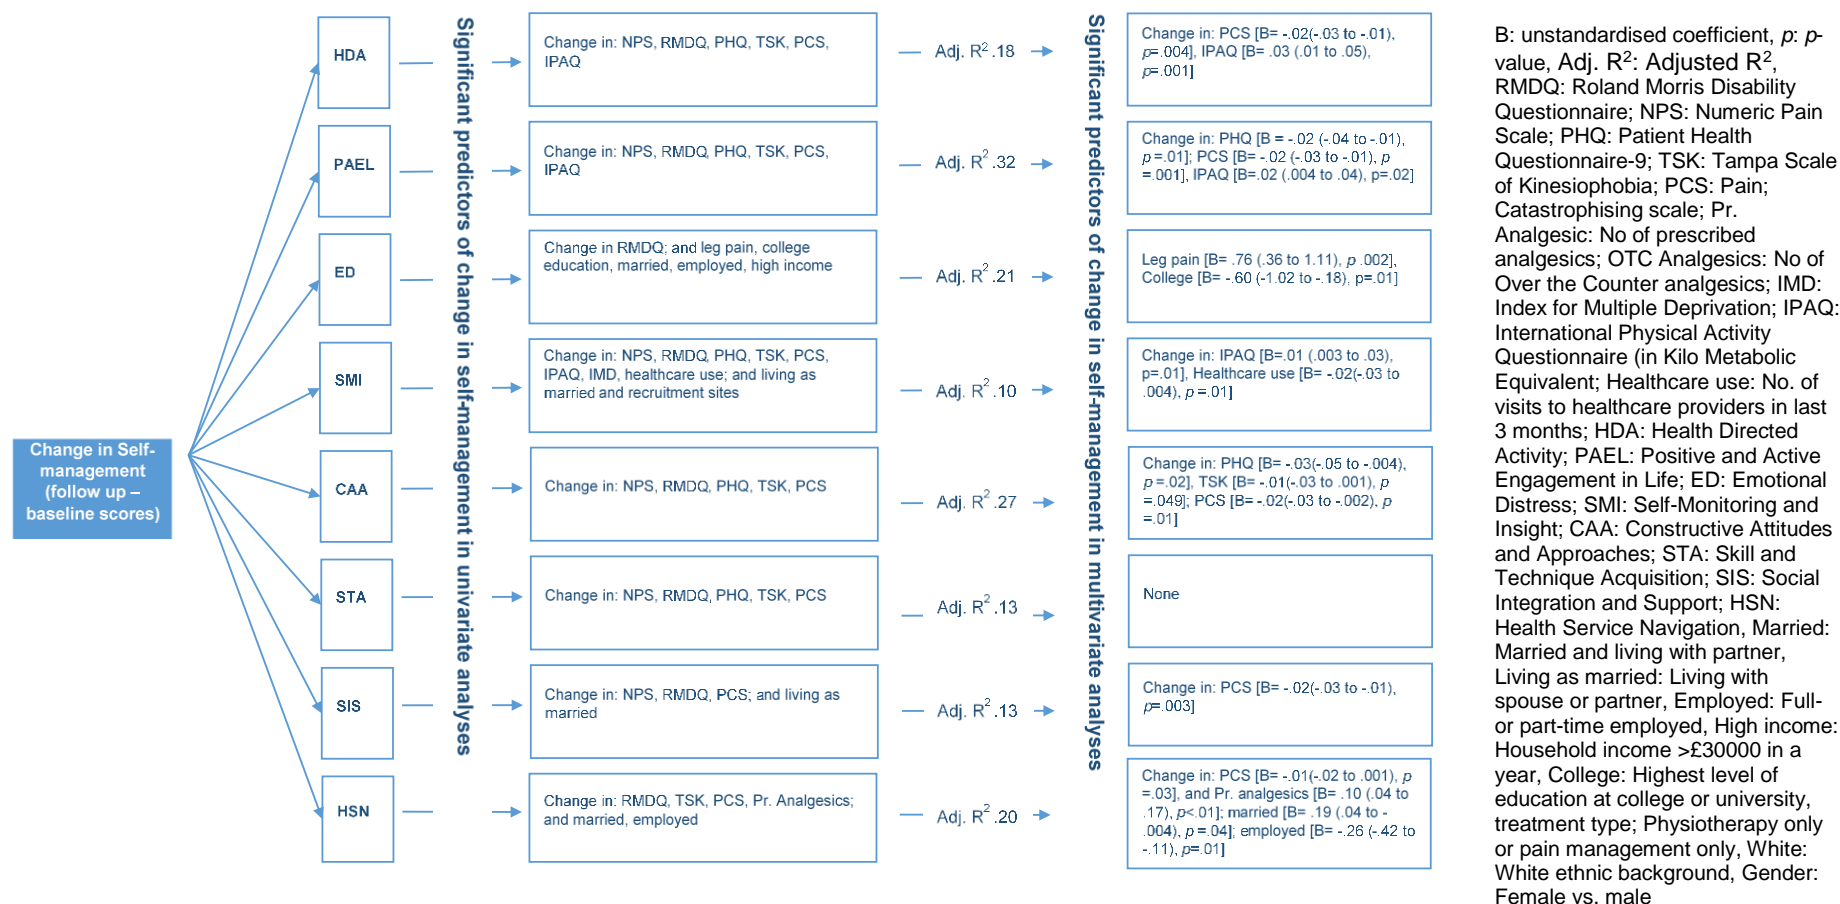 Change in Self-
management
(follow up –
baseline scores)
HDA
PAEL
ED
SMI
CAA
STA
SIS
HSN
Significant predictors of change in self-management in univariate analyses
Change in: NPS, RMDQ, PHQ, TSK, PCS,
IPAQ
Change in: NPS, RMDQ, PHQ, TSK, PCS,
IPAQ
Change in RMDQ; and leg pain, college
education, married, employed, high income
Change in: NPS, RMDQ, PHQ, TSK, PCS,
IPAQ, IMD, healthcare use; and living as
married and recruitment sites
Change in: NPS, RMDQ, PHQ, TSK, PCS
Change in: NPS, RMDQ, PHQ, TSK, PCS
Change in: NPS, RMDQ, PCS; and living as
married
Change in: RMDQ, TSK, PCS, Pr. Analgesics;
and married, employed
Adj. R² .18
Adj. R² .32
Adj. R² .21
Adj. R² .10
Adj. R² .27
Adj. R² .13
Adj. R² .13
Adj. R² .20
Significant predictors of change in self-management in multivariate analyses
Change in: PCS [B= -.02(-.03 to -.01),
p=.004], IPAQ [B= .03 (.01 to .05),
p=.001]
Change in: PHQ [B = -.02 (-.04 to -.01),
p =.01]; PCS [B= -.02 (-.03 to -.01), p
=.001], IPAQ [B=.02 (.004 to .04), p=.02]
Leg pain [B= .76 (.36 to 1.11), p .002],
College [B= -.60 (-1.02 to -.18), p=.01]
Change in: IPAQ [B=.01 (.003 to .03),
p=.01], Healthcare use [B= -.02(-.03 to
.004), p =.01]
Change in: PHQ [B= -.03(-.05 to -.004),
p =.02], TSK [B= -.01(-.03 to .001), p
=.049]; PCS [B= -.02(-.03 to -.002), p
=.01]
None
Change in: PCS [B= -.02(-.03 to -.01),
p=.003]
Change in: PCS [B= -.01(-.02 to .001), p
=.03], and Pr. analgesics [B= .10 (.04 to
.17), p<.01]; married [B= .19 (.04 to -
.004), p =.04]; employed [B= -.26 (-.42 to
-.11), p=.01]
B: unstandardised coefficient, p: p-
value, Adj. R²: Adjusted R²,
RMDQ: Roland Morris Disability
Questionnaire; NPS: Numeric Pain
Scale; PHQ: Patient Health
Questionnaire-9; TSK: Tampa Scale
of Kinesiophobia; PCS: Pain;
Catastrophising scale; Pr.
Analgesic: No of prescribed
analgesics; OTC Analgesics: No of
Over the Counter analgesics; IMD:
Index for Multiple Deprivation; IPAQ:
International Physical Activity
Questionnaire (in Kilo Metabolic
Equivalent; Healthcare use: No. of
visits to healthcare providers in last
3 months; HDA: Health Directed
Activity; PAEL: Positive and Active
Engagement in Life; ED: Emotional
Distress; SMI: Self-Monitoring and
Insight; CAA: Constructive Attitudes
and Approaches; STA: Skill and
Technique Acquisition; SIS: Social
Integration and Support; HSN:
Health Service Navigation, Married:
Married and living with partner,
Living as married: Living with
spouse or partner, Employed: Full-
or part-time employed, High income:
Household income >£30000 in a
year, College: Highest level of
education at college or university,
treatment type; Physiotherapy only
or pain management only, White:
White ethnic background, Gender:
Female vs. male